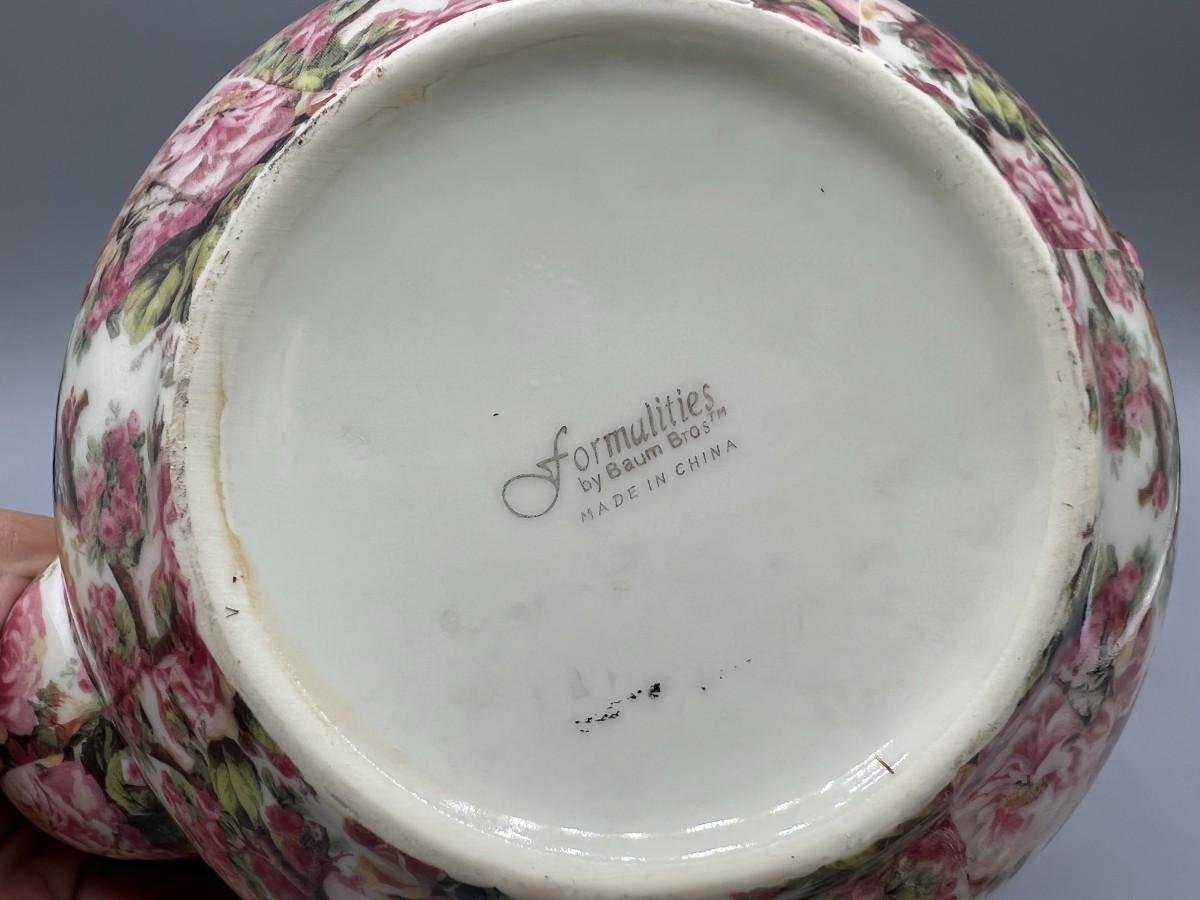 Formalities
by Baum Bros™
MADE IN CHINA